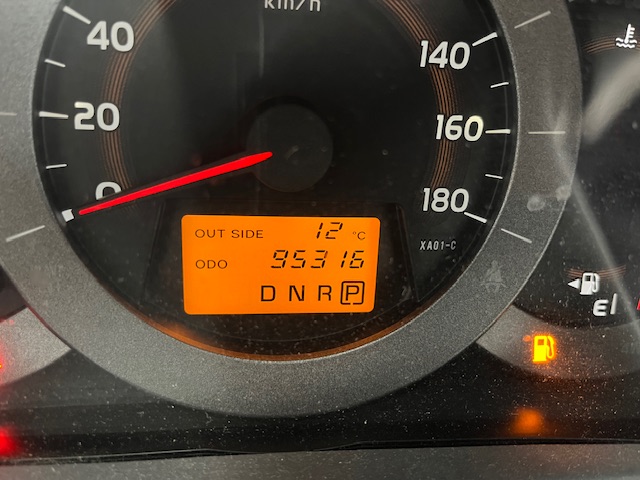 km/h
40
140
20
160
0
180
OUT SIDE 12 °C
XA01-C
ODO 95316
D N R P
E